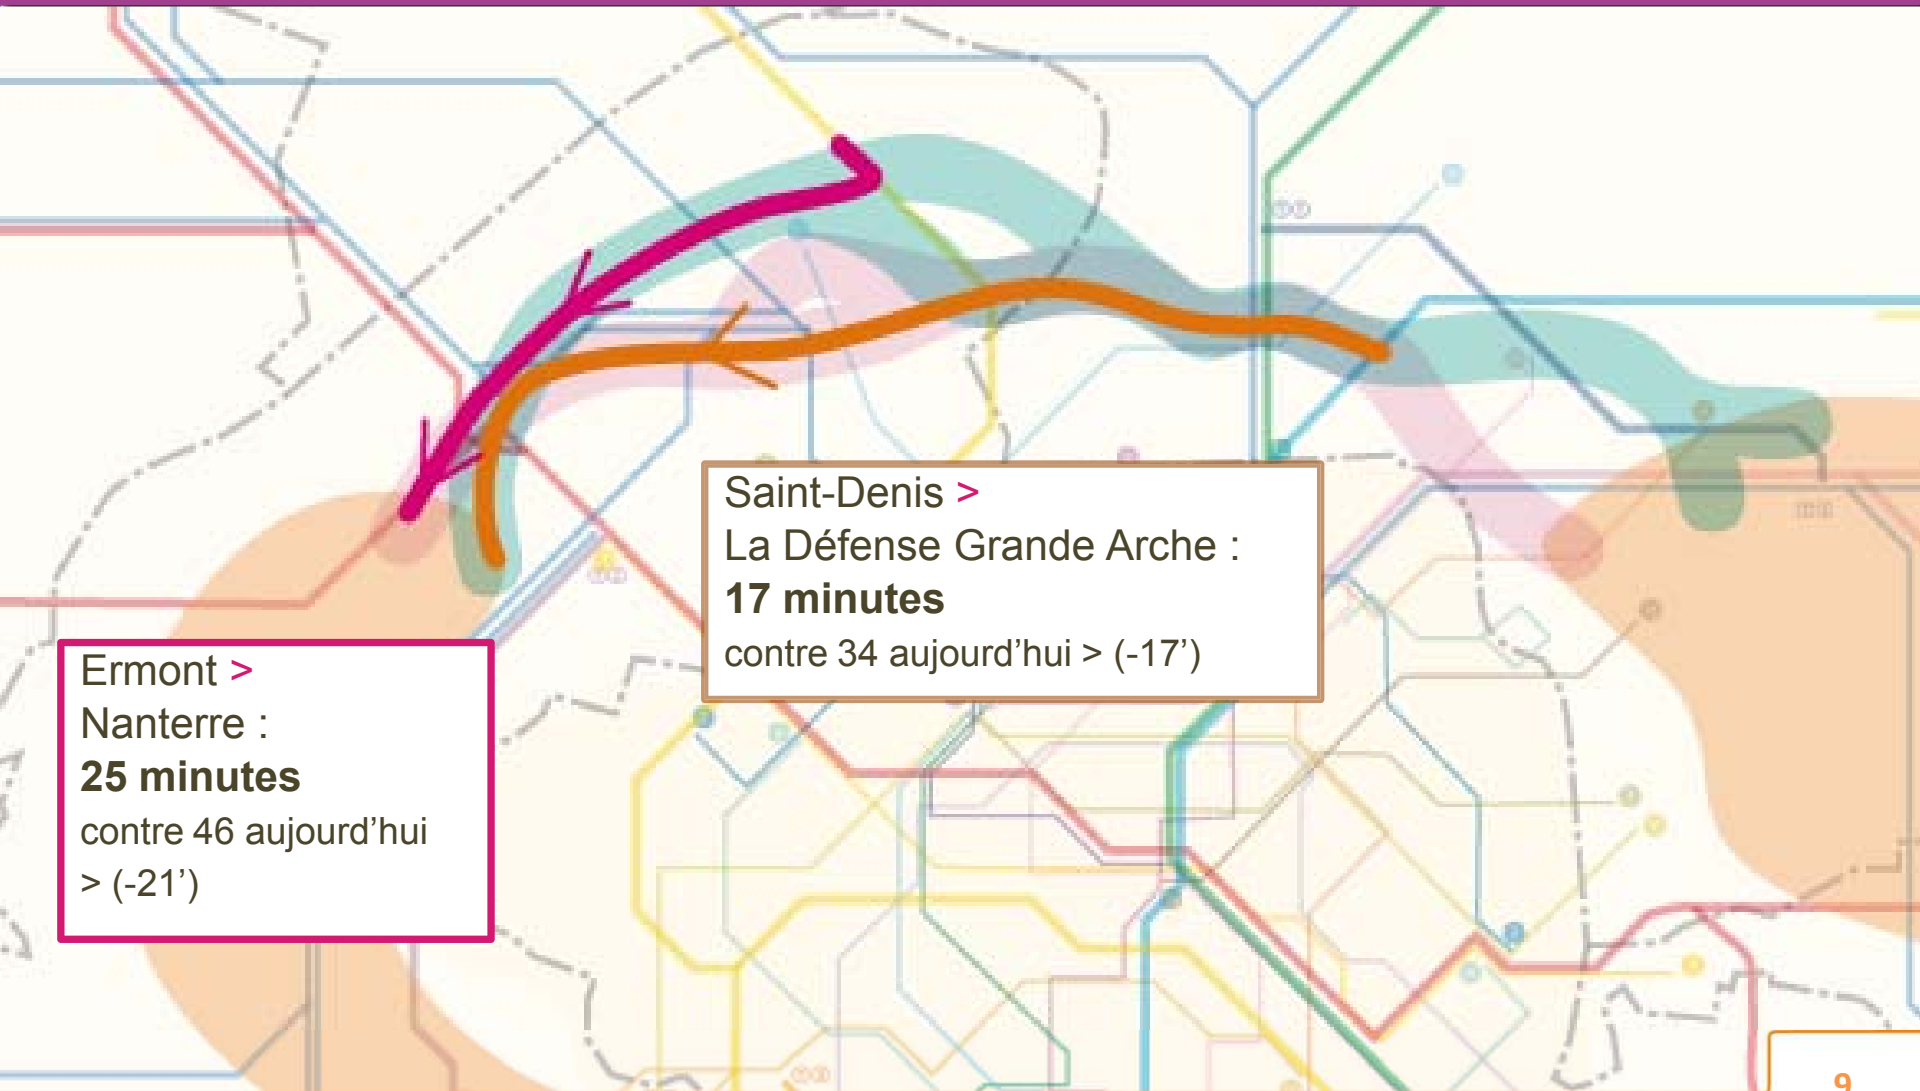 Saint-Denis >
La Défense Grande Arche :
17 minutes
contre 34 aujourd’hui > (-17’)
Ermont >
Nanterre :
25 minutes
contre 46 aujourd’hui
> (-21’)
9